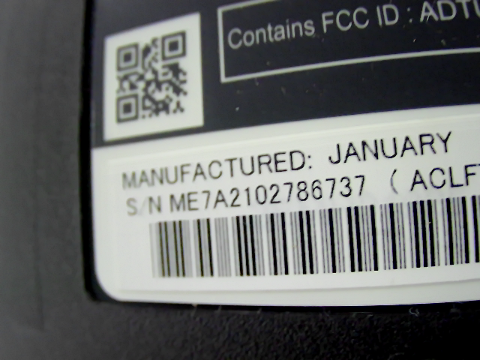 Contains FCC ID : ADTU
MANUFACTURED: JANUARY
S/N ME7A2102786737 ( ACLF